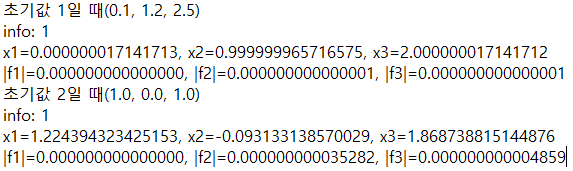 초기값 1일 때(0.1, 1.2, 2.5)
info: 1
x1=0.000000017141713, x2=0.999999965716575, x3=2.000000017141712
|f1|=0.000000000000000, |f2|=0.000000000000001, |f3|=0.000000000000001
초기값 2일 때(1.0, 0.0, 1.0)
info: 1
x1=1.224394323425153, x2=-0.093133138570029, x3=1.868738815144876
|f1|=0.000000000000000, |f2|=0.000000000035282, |f3|=0.000000000004859